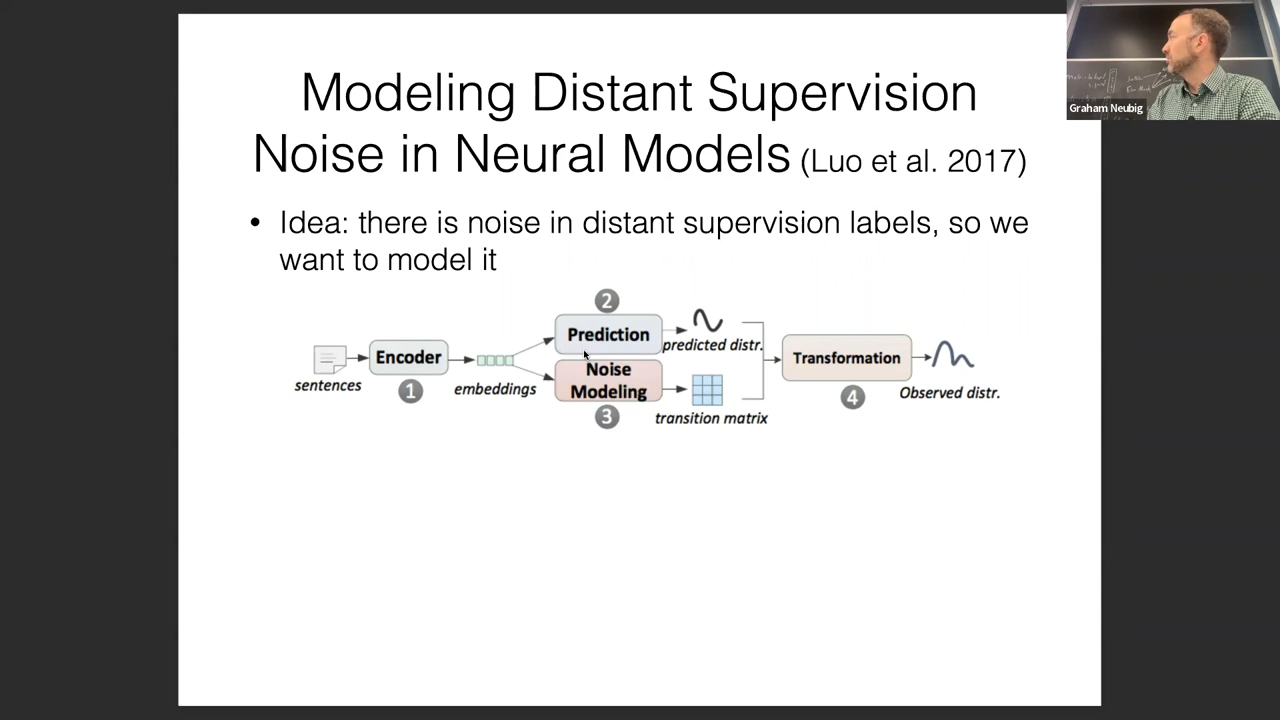 Modeling Distant Supervision
Noise in Neural Models (Luo et al. 2017)
• Idea: there is noise in distant supervision labels, so we
want to model it
2
Prediction
predicted distr.
sentences
Encoder
1
embeddings
Noise
Modeling
3
transition matrix
Transformation
4
Observed distr.
Graham Neubig